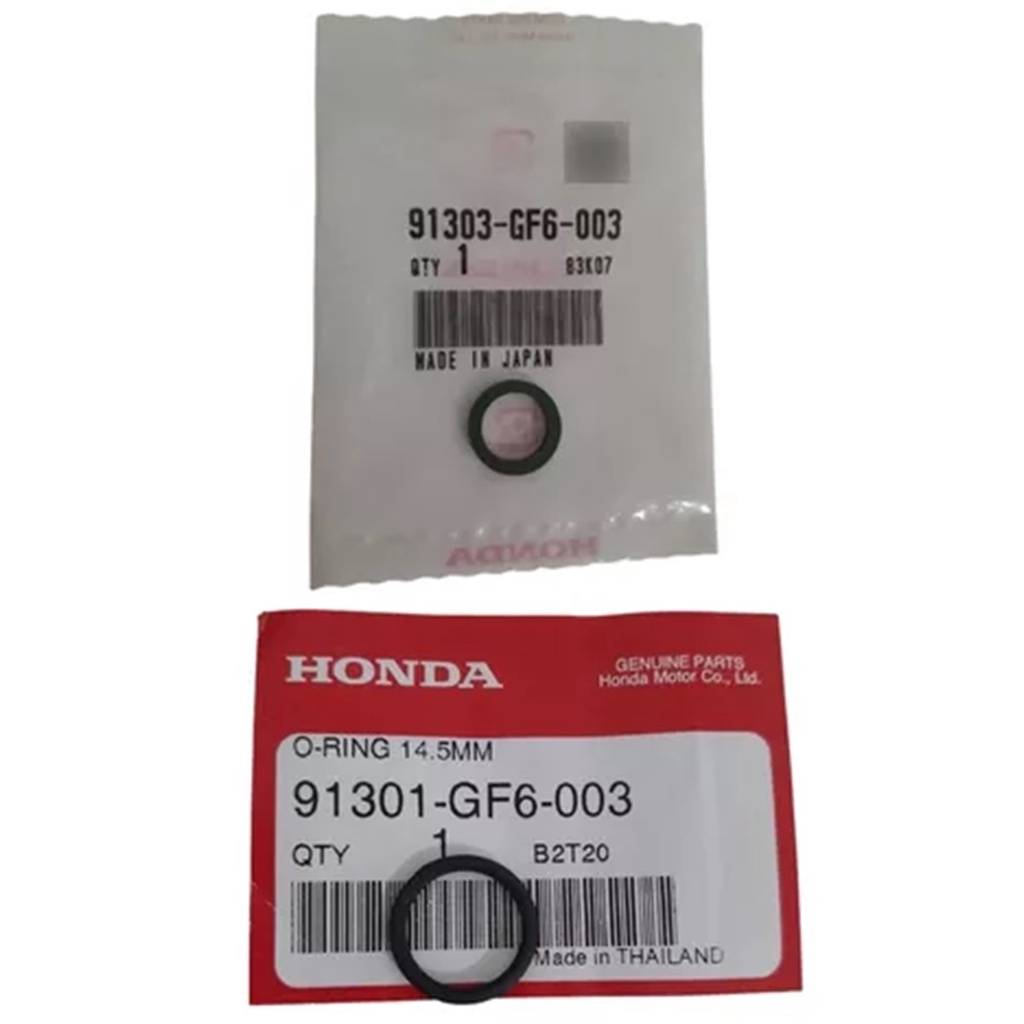 91303-GF6-003
QTY 1 83K07
MADE IN JAPAN
HONDA
HONDA
GENUINE PARTS
Honda Motor Co., Ltd.
O-RING 14.5MM
91301-GF6-003
QTY 1 B2T20
Made in THAILAND